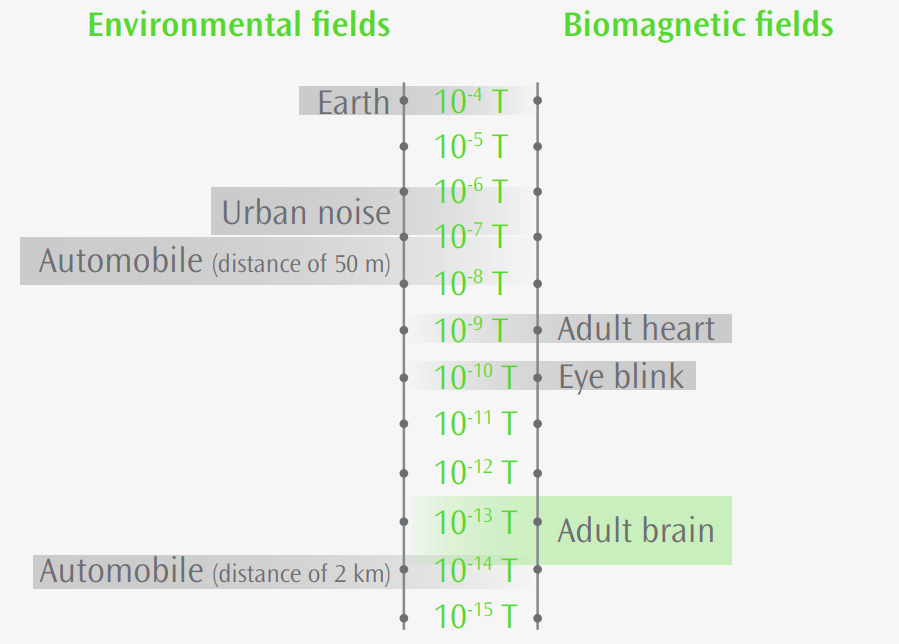 Environmental fields Biomagnetic fields
Earth 10⁻⁴ T
10⁻⁵ T
10⁻⁶ T
Urban noise
10⁻⁷ T
Automobile (distance of 50 m)
10⁻⁸ T
10⁻⁹ T Adult heart
10⁻¹⁰ T Eye blink
10⁻¹¹ T
10⁻¹² T
10⁻¹³ T Adult brain
Automobile (distance of 2 km) 10⁻¹⁴ T
10⁻¹⁵ T